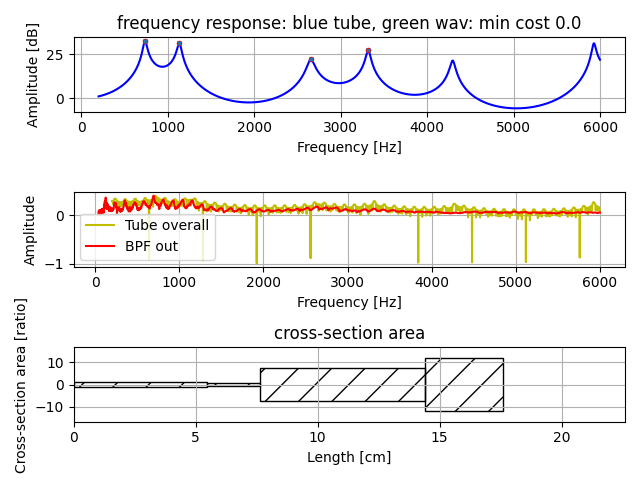 frequency response: blue tube, green wav: min cost 0.0
Amplitude [dB]
25
0
0 1000 2000 3000 4000 5000 6000
Frequency [Hz]
Amplitude
0
−1
Tube overall
BPF out
0 1000 2000 3000 4000 5000 6000
Frequency [Hz]
cross-section area
Cross-section area [ratio]
10
0
−10
0 5 10 15 20
Length [cm]